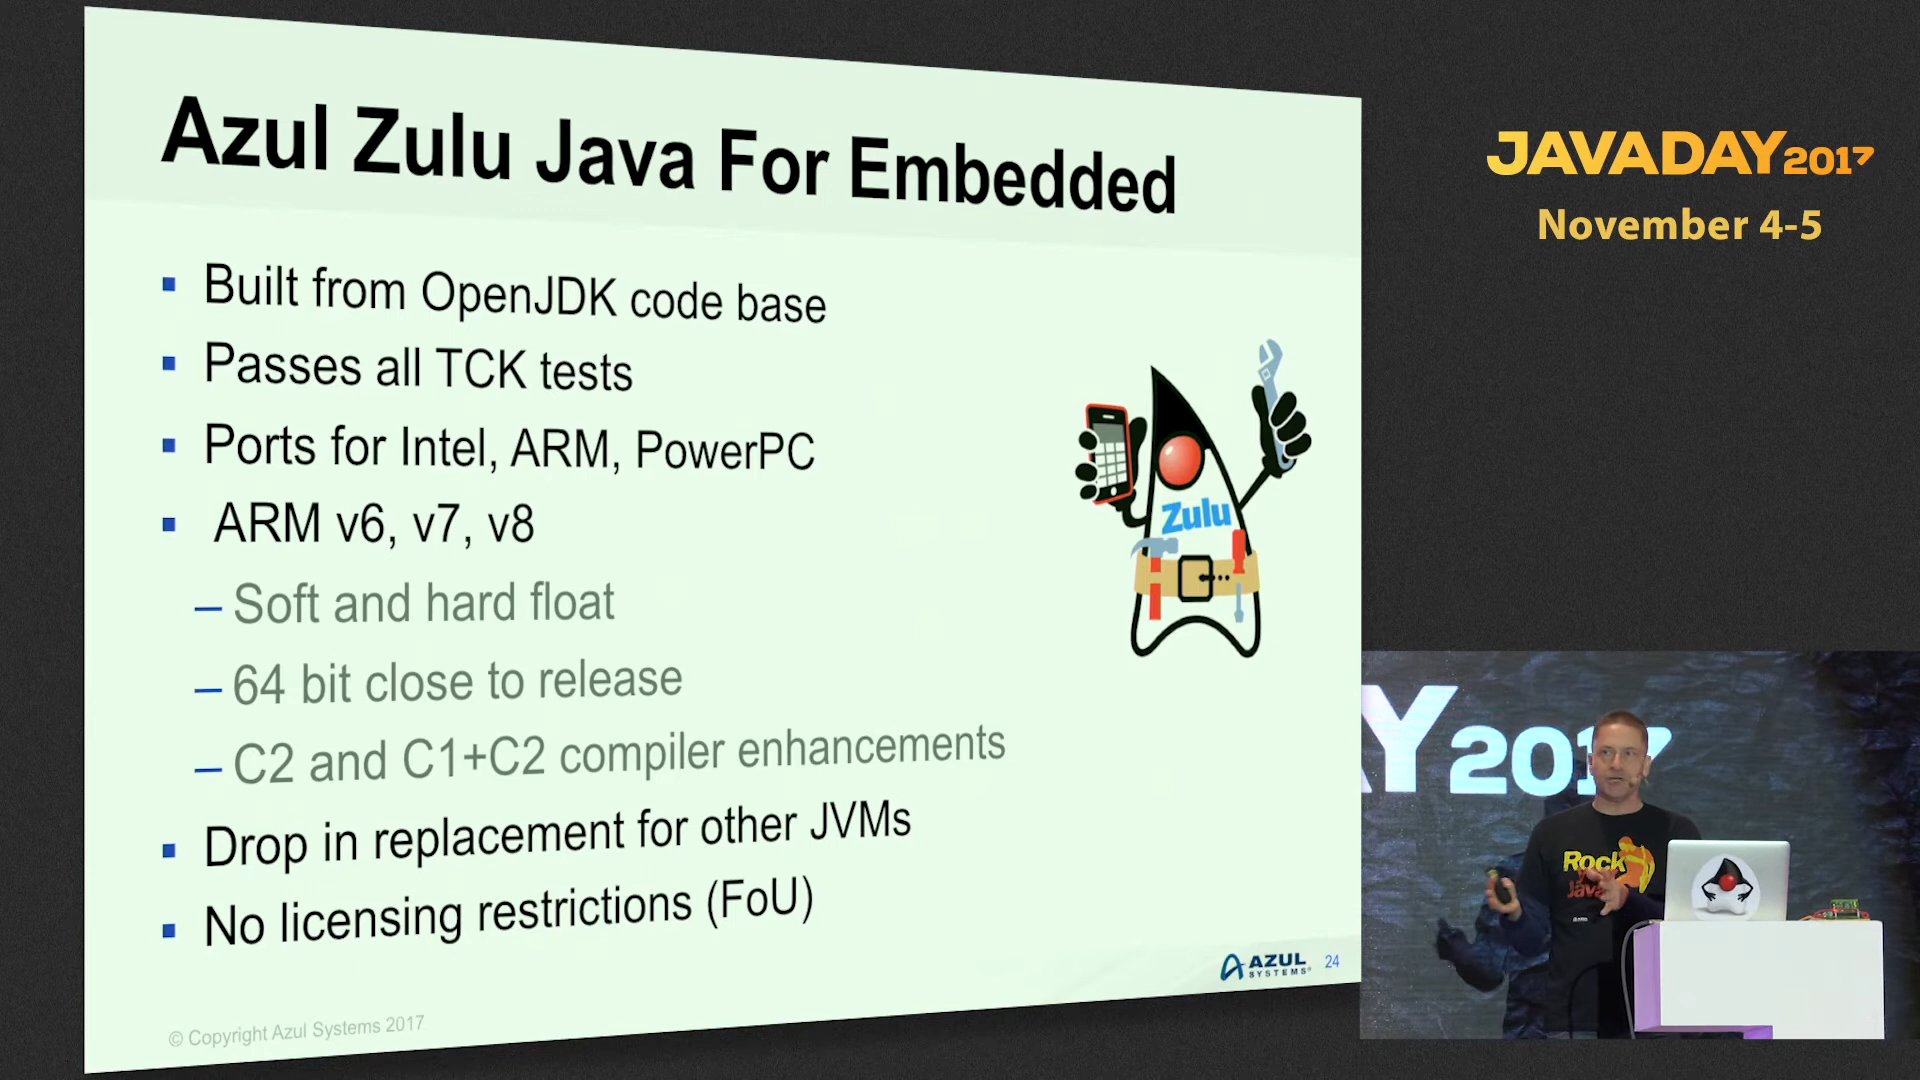 Azul Zulu Java For Embedded
Built from OpenJDK code base
Passes all TCK tests
Ports for Intel, ARM, PowerPC
ARM v6, v7, v8
– Soft and hard float
– 64 bit close to release
– C2 and C1+C2 compiler enhancements
Drop in replacement for other JVMs
No licensing restrictions (FoU)
Zulu
AZUL
SYSTEMS
24
© Copyright Azul Systems 2017
JAVADAY2017
November 4-5
AY2017
Rock
Java